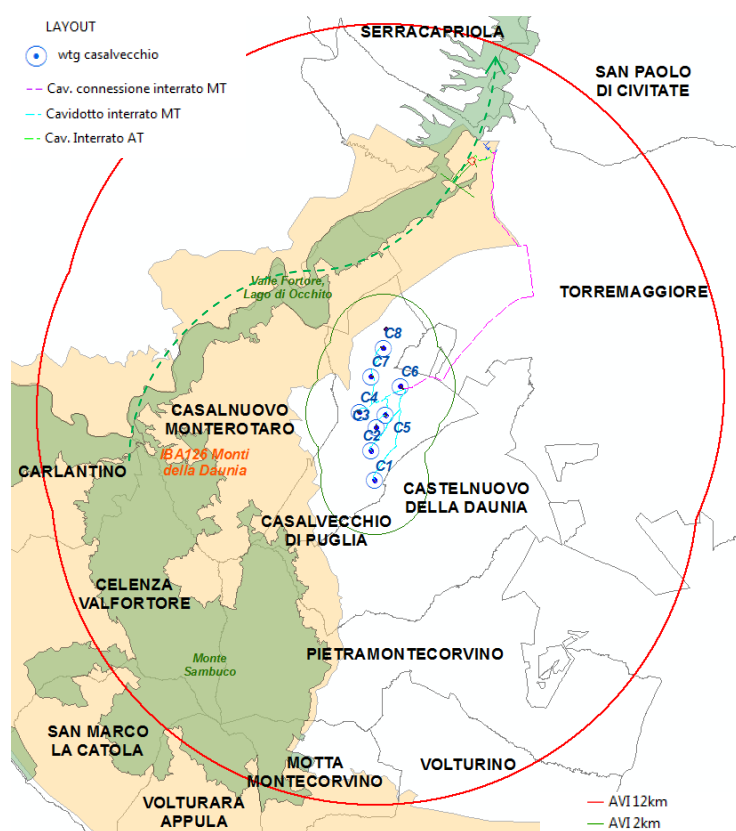 LAYOUT
wtg casalvecchio
Cav. connessione interrato MT
Cavidotto interrato MT
Cav. Interrato AT
SERRACAPRIOLA
SAN PAOLO
DI CIVITATE
Valle Fortore,
Lago di Occhito
TORREMAGGIORE
C8
C7
C6
C4
C3
C5
C2
C1
CASALNUOVO
MONTEROTARO
IBA126 Monti
della Daunia
CARLANTINO
CASTELNUOVO
DELLA DAUNIA
CASALVECCHIO
DI PUGLIA
CELENZA
VALFORTORE
PIETRAMONTECORVINO
Monte
Sambuco
SAN MARCO
LA CATOLA
MOTTA
MONTECORVINO
VOLTURINO
VOLTURARA
APPULA
AVI 12km
AVI 2km